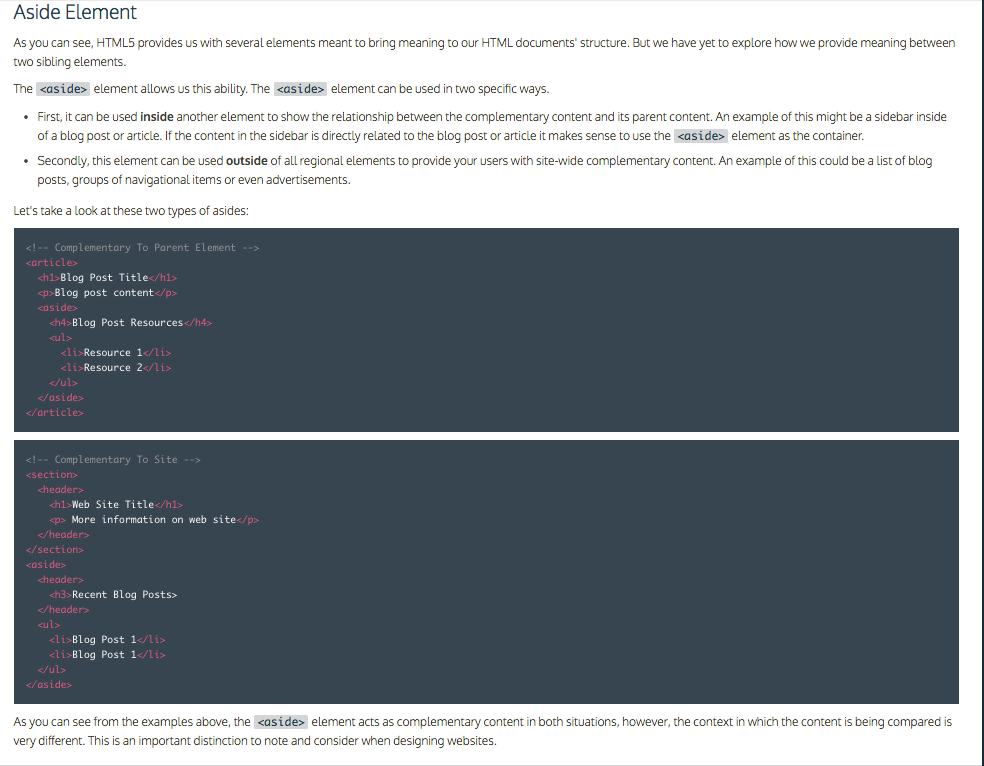 Aside Element
As you can see, HTML5 provides us with several elements meant to bring meaning to our HTML documents' structure. But we have yet to explore how we provide meaning between
two sibling elements.
The <aside> element allows us this ability. The <aside> element can be used in two specific ways.
• First, it can be used inside another element to show the relationship between the complementary content and its parent content. An example of this might be a sidebar inside
of a blog post or article. If the content in the sidebar is directly related to the blog post or article it makes sense to use the <aside> element as the container.
• Secondly, this element can be used outside of all regional elements to provide your users with site-wide complementary content. An example of this could be a list of blog
posts, groups of navigational items or even advertisements.
Let's take a look at these two types of asides:
<!-- Complementary To Parent Element -->
<article>
  <h1>Blog Post Title</h1>
  <p>Blog post content</p>
  <aside>
    <h4>Blog Post Resources</h4>
    <ul>
      <li>Resource 1</li>
      <li>Resource 2</li>
    </ul>
  </aside>
</article>
<!-- Complementary To Site -->
<section>
  <header>
    <h1>Web Site Title</h1>
    <p> More information on web site</p>
  </header>
</section>
<aside>
  <header>
    <h3>Recent Blog Posts>
  </header>
  <ul>
    <li>Blog Post 1</li>
    <li>Blog Post 1</li>
  </ul>
</aside>
As you can see from the examples above, the <aside> element acts as complementary content in both situations, however, the context in which the content is being compared is
very different. This is an important distinction to note and consider when designing websites.